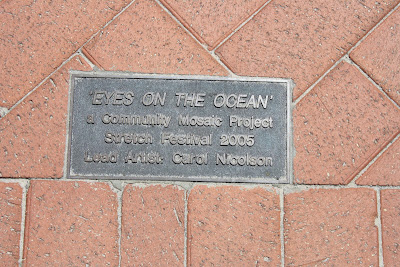 'EYES ON THE OCEAN'
a Community Mosaic Project
Stretch Festival 2005
Lead Artist: Carol Nicolson